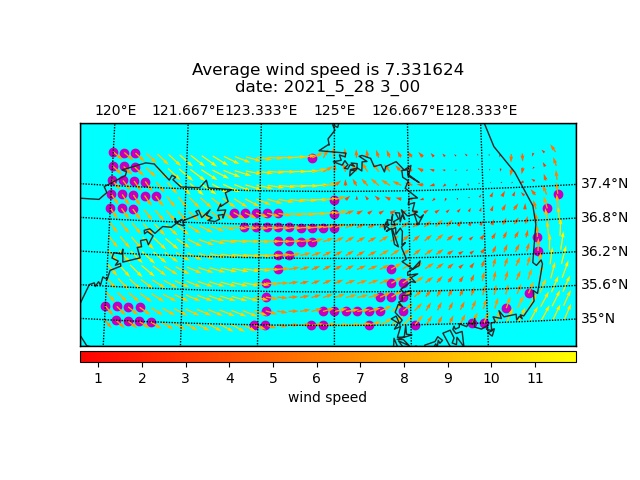 Average wind speed is 7.331624
date: 2021_5_28 3_00
120°E 121.667°E 123.333°E 125°E 126.667°E 128.333°E
37.4°N
36.8°N
36.2°N
35.6°N
35°N
1 2 3 4 5 6 7 8 9 10 11
wind speed